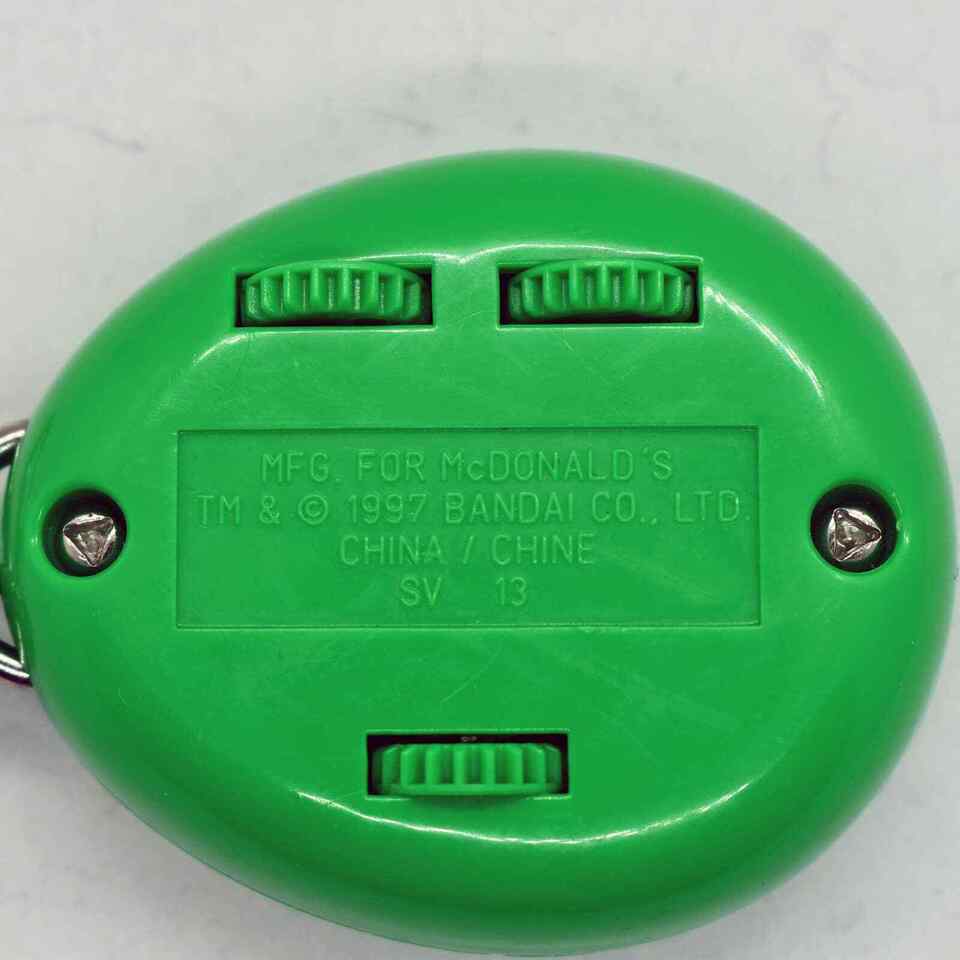 MFG. FOR McDONALD'S
TM & © 1997 BANDAI CO., LTD.
CHINA / CHINE
SV 13